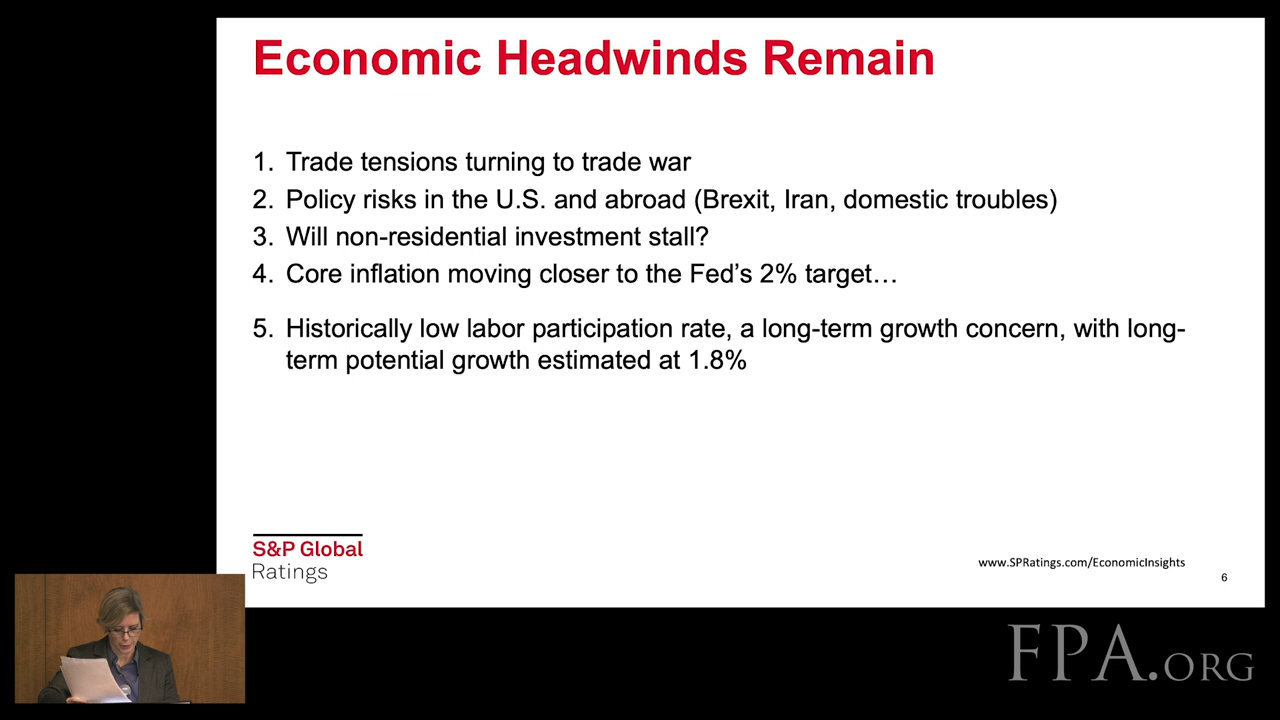 Economic Headwinds Remain
1. Trade tensions turning to trade war
2. Policy risks in the U.S. and abroad (Brexit, Iran, domestic troubles)
3. Will non-residential investment stall?
4. Core inflation moving closer to the Fed’s 2% target…
5. Historically low labor participation rate, a long-term growth concern, with long-
term potential growth estimated at 1.8%
S&P Global
Ratings
www.SPRatings.com/EconomicInsights
6
FPA.ORG